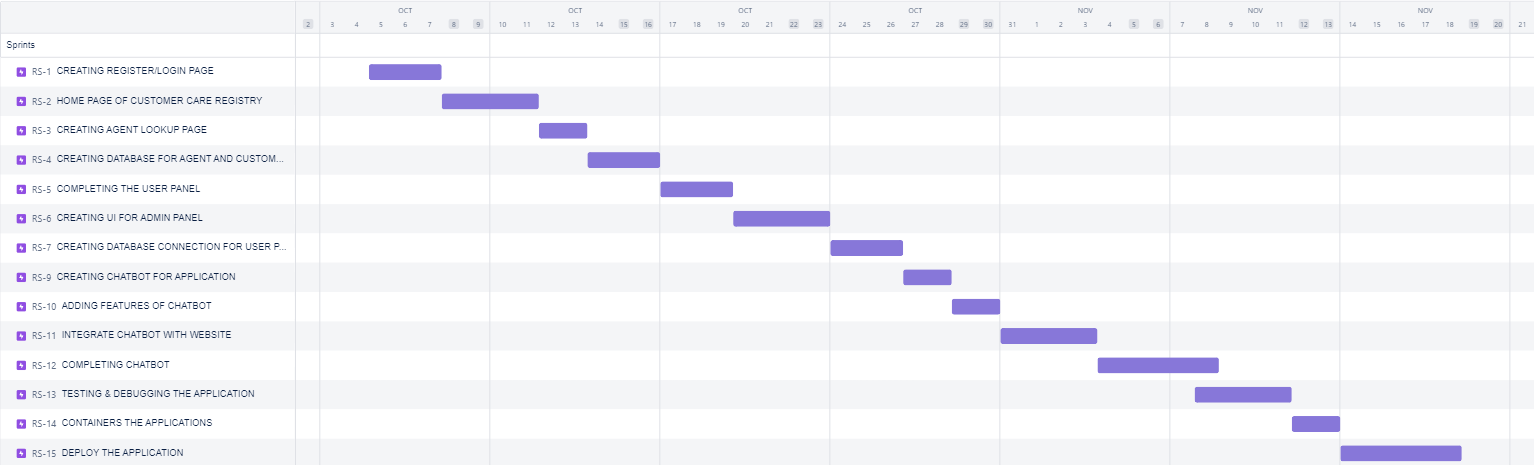 OCT OCT OCT OCT NOV NOV NOV
2 3 4 5 6 7 8 9 10 11 12 13 14 15 16 17 18 19 20 21 22 23 24 25 26 27 28 29 30 31 1 2 3 4 5 6 7 8 9 10 11 12 13 14 15 16 17 18 19 20 21
Sprints
RS-1 CREATING REGISTER/LOGIN PAGE
RS-2 HOME PAGE OF CUSTOMER CARE REGISTRY
RS-3 CREATING AGENT LOOKUP PAGE
RS-4 CREATING DATABASE FOR AGENT AND CUSTOM...
RS-5 COMPLETING THE USER PANEL
RS-6 CREATING UI FOR ADMIN PANEL
RS-7 CREATING DATABASE CONNECTION FOR USER P...
RS-9 CREATING CHATBOT FOR APPLICATION
RS-10 ADDING FEATURES OF CHATBOT
RS-11 INTEGRATE CHATBOT WITH WEBSITE
RS-12 COMPLETING CHATBOT
RS-13 TESTING & DEBUGGING THE APPLICATION
RS-14 CONTAINERS THE APPLICATIONS
RS-15 DEPLOY THE APPLICATION